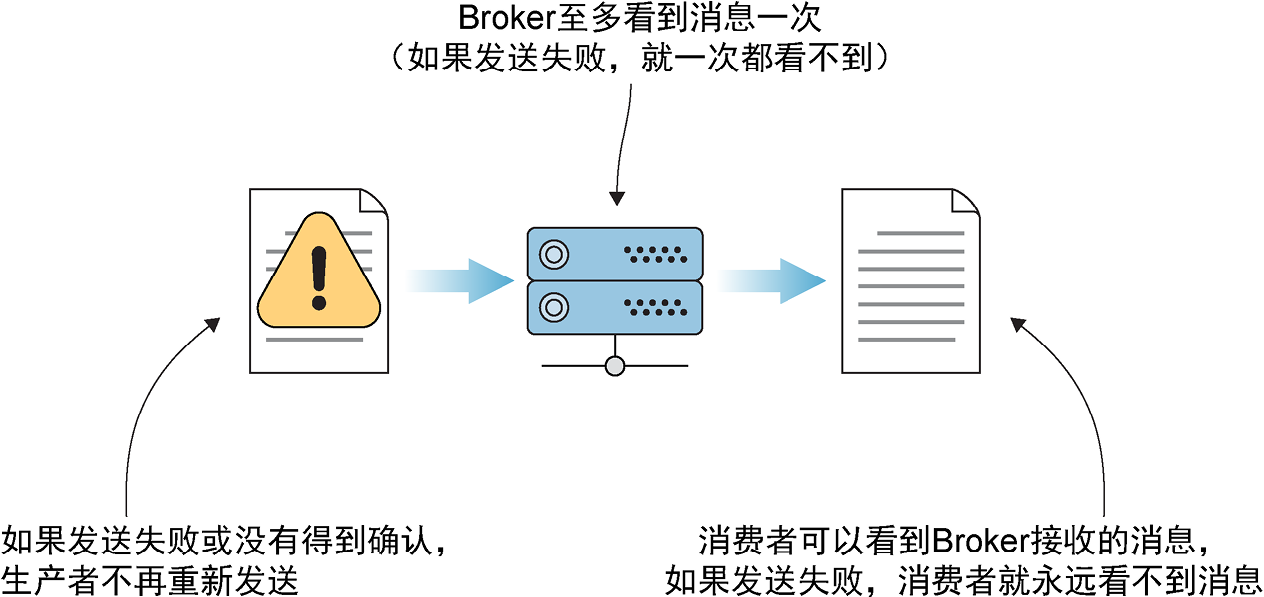 Broker至多看到消息一次
（如果发送失败，就一次都看不到）
如果发送失败或没有得到确认，
生产者不再重新发送
消费者可以看到Broker接收的消息，
如果发送失败，消费者就永远看不到消息